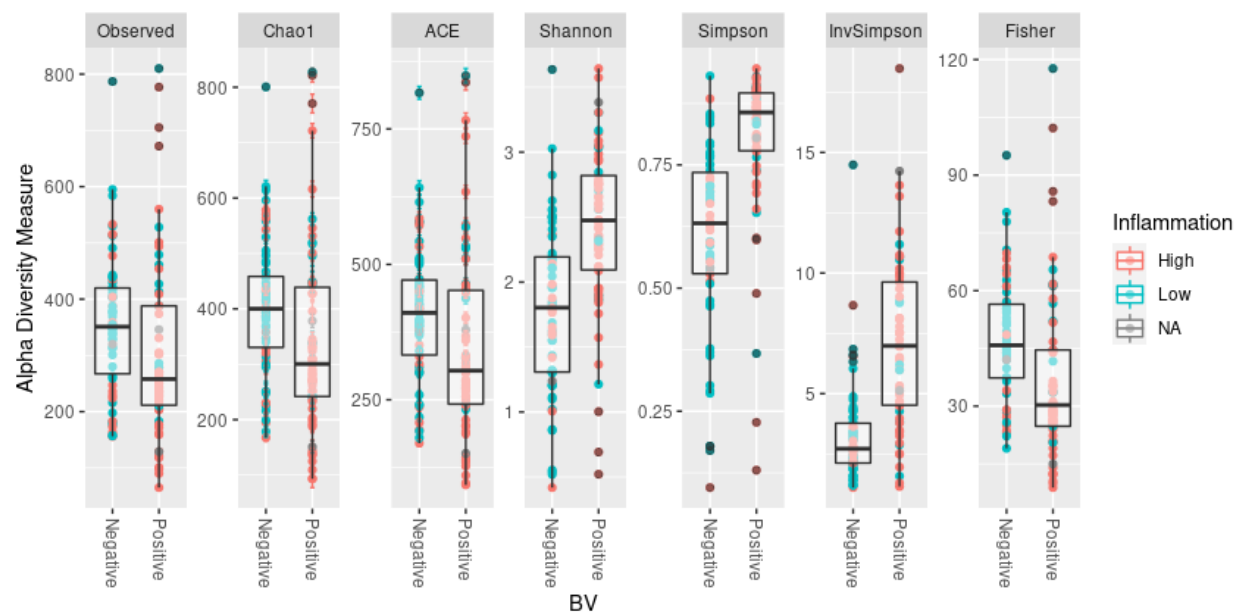 Observed
Chao1
ACE
Shannon
Simpson
InvSimpson
Fisher
Alpha Diversity Measure
800
600
400
200
800
600
400
200
750
500
250
3
2
1
0.75
0.50
0.25
15
10
5
120
90
60
30
Negative
Positive
Negative
Positive
Negative
Positive
Negative
Positive
Negative
Positive
Negative
Positive
Negative
Positive
BV
Inflammation
High
Low
NA